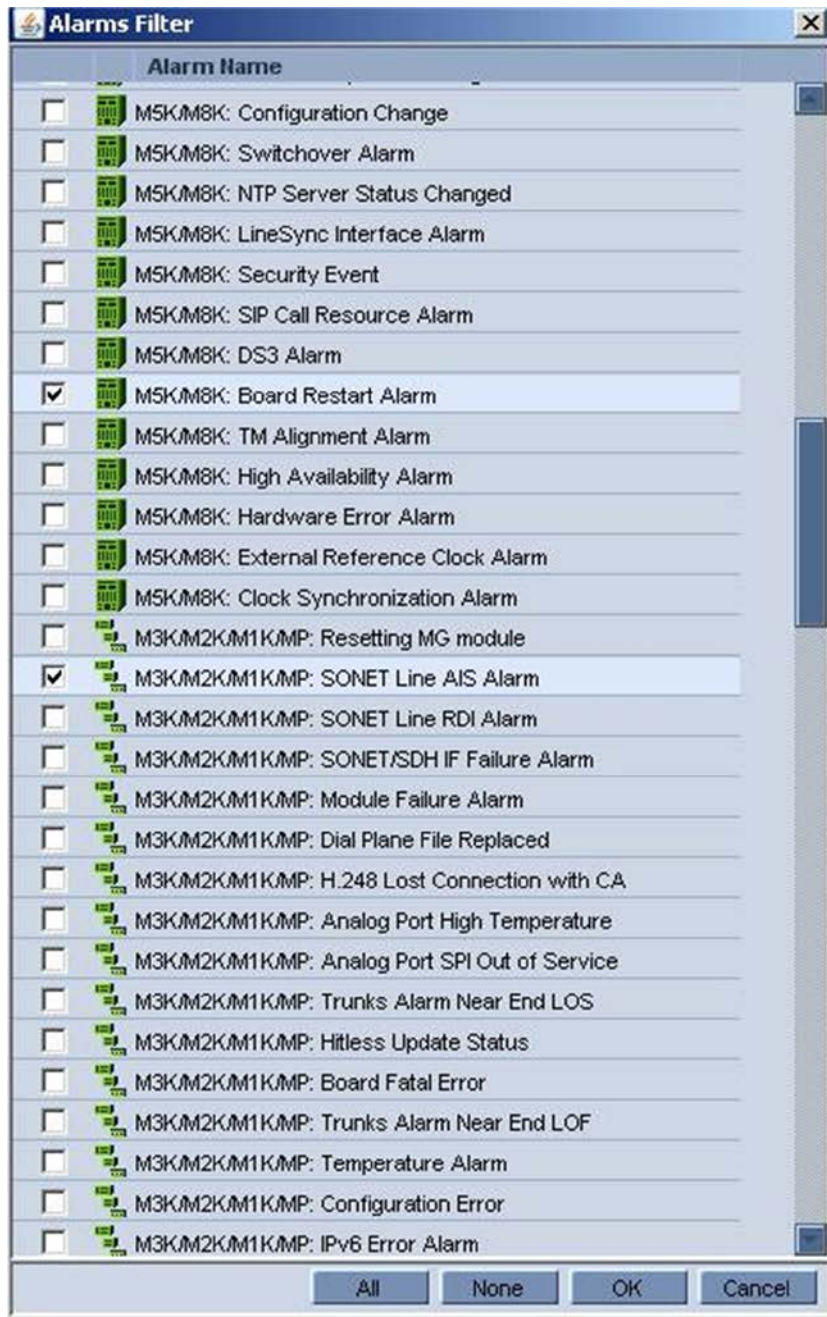 Alarms Filter
Alarm Name
M5K/M8K: Configuration Change
M5K/M8K: Switchover Alarm
M5K/M8K: NTP Server Status Changed
M5K/M8K: LineSync Interface Alarm
M5K/M8K: Security Event
M5K/M8K: SIP Call Resource Alarm
M5K/M8K: DS3 Alarm
M5K/M8K: Board Restart Alarm
M5K/M8K: TM Alignment Alarm
M5K/M8K: High Availability Alarm
M5K/M8K: Hardware Error Alarm
M5K/M8K: External Reference Clock Alarm
M5K/M8K: Clock Synchronization Alarm
M3K/M2K/M1K/MP: Resetting MG module
M3K/M2K/M1K/MP: SONET Line AIS Alarm
M3K/M2K/M1K/MP: SONET Line RDI Alarm
M3K/M2K/M1K/MP: SONET/SDH IF Failure Alarm
M3K/M2K/M1K/MP: Module Failure Alarm
M3K/M2K/M1K/MP: Dial Plane File Replaced
M3K/M2K/M1K/MP: H.248 Lost Connection with CA
M3K/M2K/M1K/MP: Analog Port High Temperature
M3K/M2K/M1K/MP: Analog Port SPI Out of Service
M3K/M2K/M1K/MP: Trunks Alarm Near End LOS
M3K/M2K/M1K/MP: Hitless Update Status
M3K/M2K/M1K/MP: Board Fatal Error
M3K/M2K/M1K/MP: Trunks Alarm Near End LOF
M3K/M2K/M1K/MP: Temperature Alarm
M3K/M2K/M1K/MP: Configuration Error
M3K/M2K/M1K/MP: IPv6 Error Alarm
All None OK Cancel